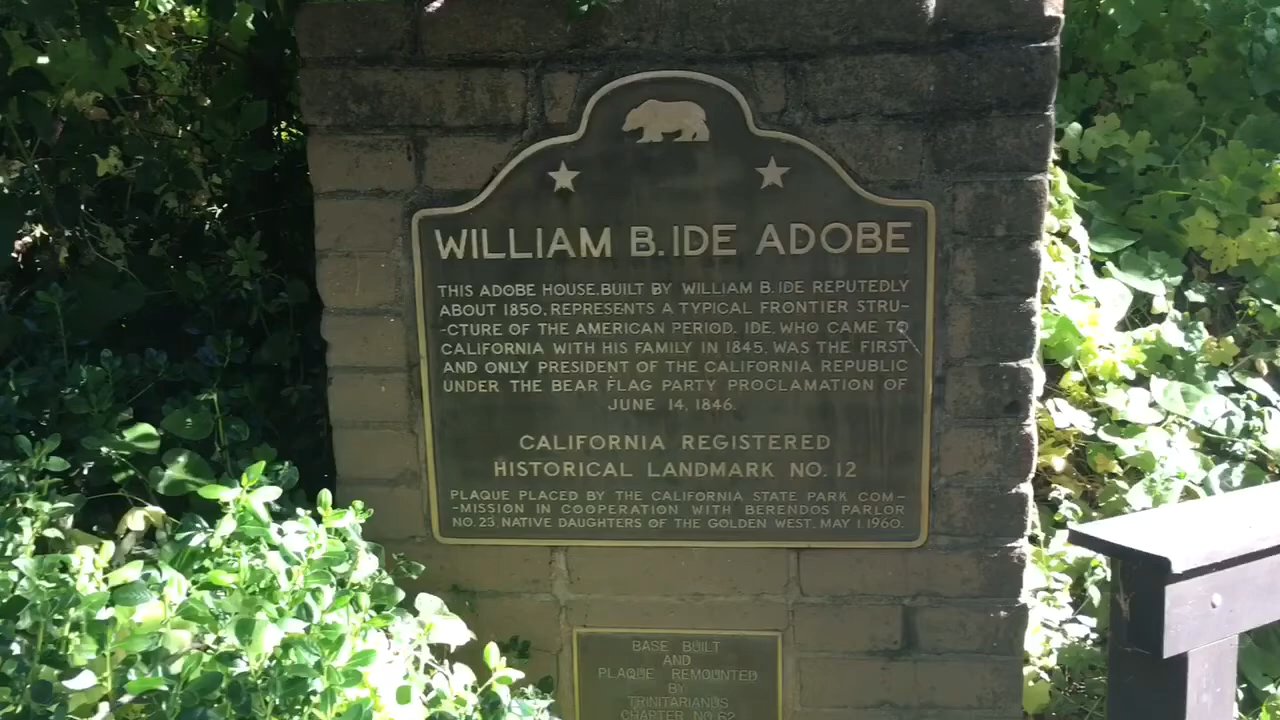 WILLIAM B. IDE ADOBE
THIS ADOBE HOUSE, BUILT BY WILLIAM B. IDE REPUTEDLY
ABOUT 1850, REPRESENTS A TYPICAL FRONTIER STRU-
-CTURE OF THE AMERICAN PERIOD. IDE, WHO CAME TO
CALIFORNIA WITH HIS FAMILY IN 1845, WAS THE FIRST
AND ONLY PRESIDENT OF THE CALIFORNIA REPUBLIC
UNDER THE BEAR FLAG PARTY PROCLAMATION OF
JUNE 14, 1846.
CALIFORNIA REGISTERED
HISTORICAL LANDMARK NO. 12
PLAQUE PLACED BY THE CALIFORNIA STATE PARK COM-
-MISSION IN COOPERATION WITH BERENDOS PARLOR
NO. 23 NATIVE DAUGHTERS OF THE GOLDEN WEST, MAY 1, 1960.
BASE BUILT
AND
PLAQUE REMOUNTED
BY
TRINITARIANUS
CHAPTER NO. 62